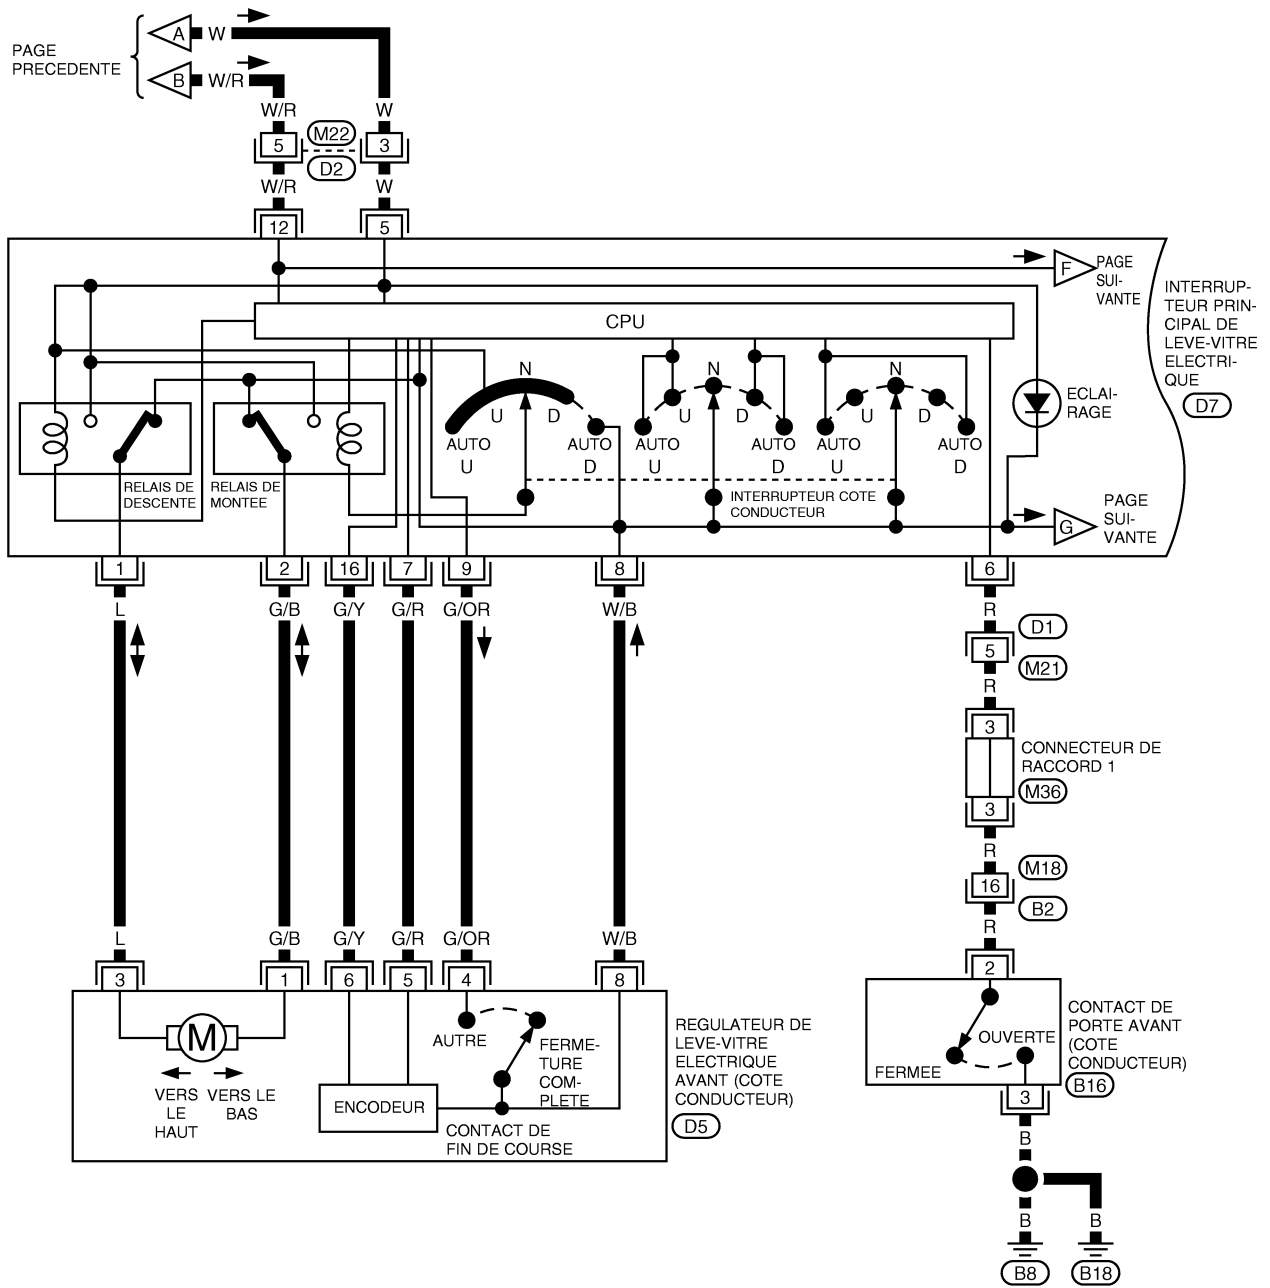 PAGE
PRECEDENTE
A W
B W/R
W/R W
5 M22 3
D2
W/R W
12 5
F PAGE
SUI-
VANTE
INTERRUP-
TEUR PRIN-
CIPAL DE
LEVE-VITRE
ELECTRI-
QUE
D7
CPU
N
U D
AUTO
U
AUTO
D
N
U D
AUTO
U
AUTO
D
N
U D
AUTO
U
AUTO
D
ECLAI-
RAGE
RELAIS DE
DESCENTE
RELAIS DE
MONTEE
INTERRUPTEUR COTE
CONDUCTEUR
G PAGE
SUI-
VANTE
1 2 16 7 9 8 6
L G/B G/Y G/R G/OR W/B R
D1
5
M21
R
3
CONNECTEUR DE
RACCORD 1
M36
3
R
M18
16
B2
R
L G/B G/Y G/R G/OR W/B
3 1 6 5 4 8
M
VERS
LE
HAUT
VERS LE
BAS
ENCODEUR
AUTRE
FERME-
TURE
COM-
PLETE
CONTACT DE
FIN DE COURSE
REGULATEUR DE
LEVE-VITRE
ELECTRIQUE
AVANT (COTE
CONDUCTEUR)
D5
2
OUVERTE
FERMEE
CONTACT DE
PORTE AVANT
(COTE
CONDUCTEUR)
B16
3
B
B B
B8 B18